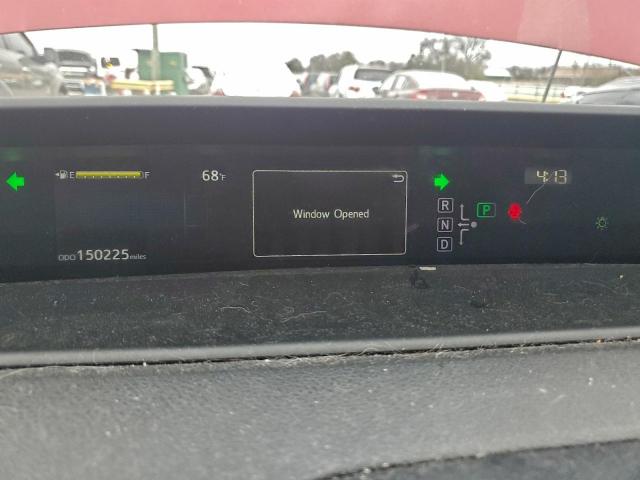 E F
68°F
Window Opened
ODO 150225 miles
4:13
R
N
P
D